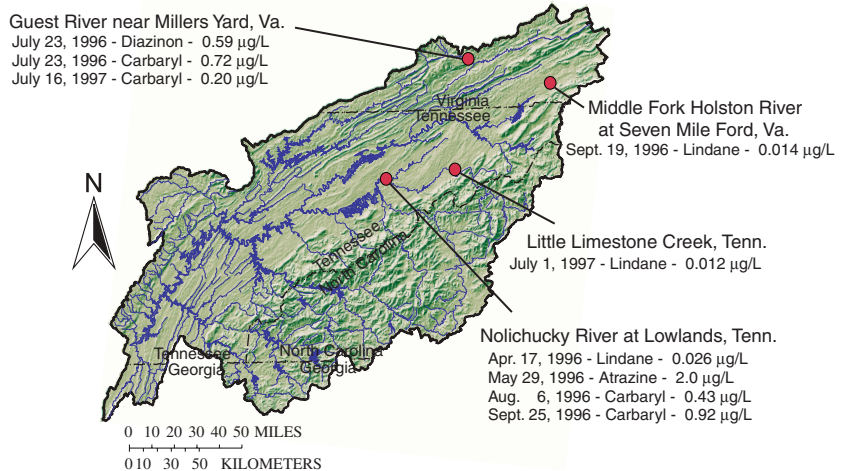 Guest River near Millers Yard, Va.
July 23, 1996 - Diazinon - 0.59 µg/L
July 23, 1996 - Carbaryl - 0.72 µg/L
July 16, 1997 - Carbaryl - 0.20 µg/L
Virginia
Tennessee
Middle Fork Holston River
at Seven Mile Ford, Va.
Sept. 19, 1996 - Lindane - 0.014 µg/L
N
Little Limestone Creek, Tenn.
July 1, 1997 - Lindane - 0.012 µg/L
Tennessee
North Carolina
Nolichucky River at Lowlands, Tenn.
Apr. 17, 1996 - Lindane - 0.026 µg/L
May 29, 1996 - Atrazine - 2.0 µg/L
Aug. 6, 1996 - Carbaryl - 0.43 µg/L
Sept. 25, 1996 - Carbaryl - 0.92 µg/L
Tennessee
Georgia
North Carolina
Georgia
0 10 20 30 40 50 MILES
0 10 30 50 KILOMETERS